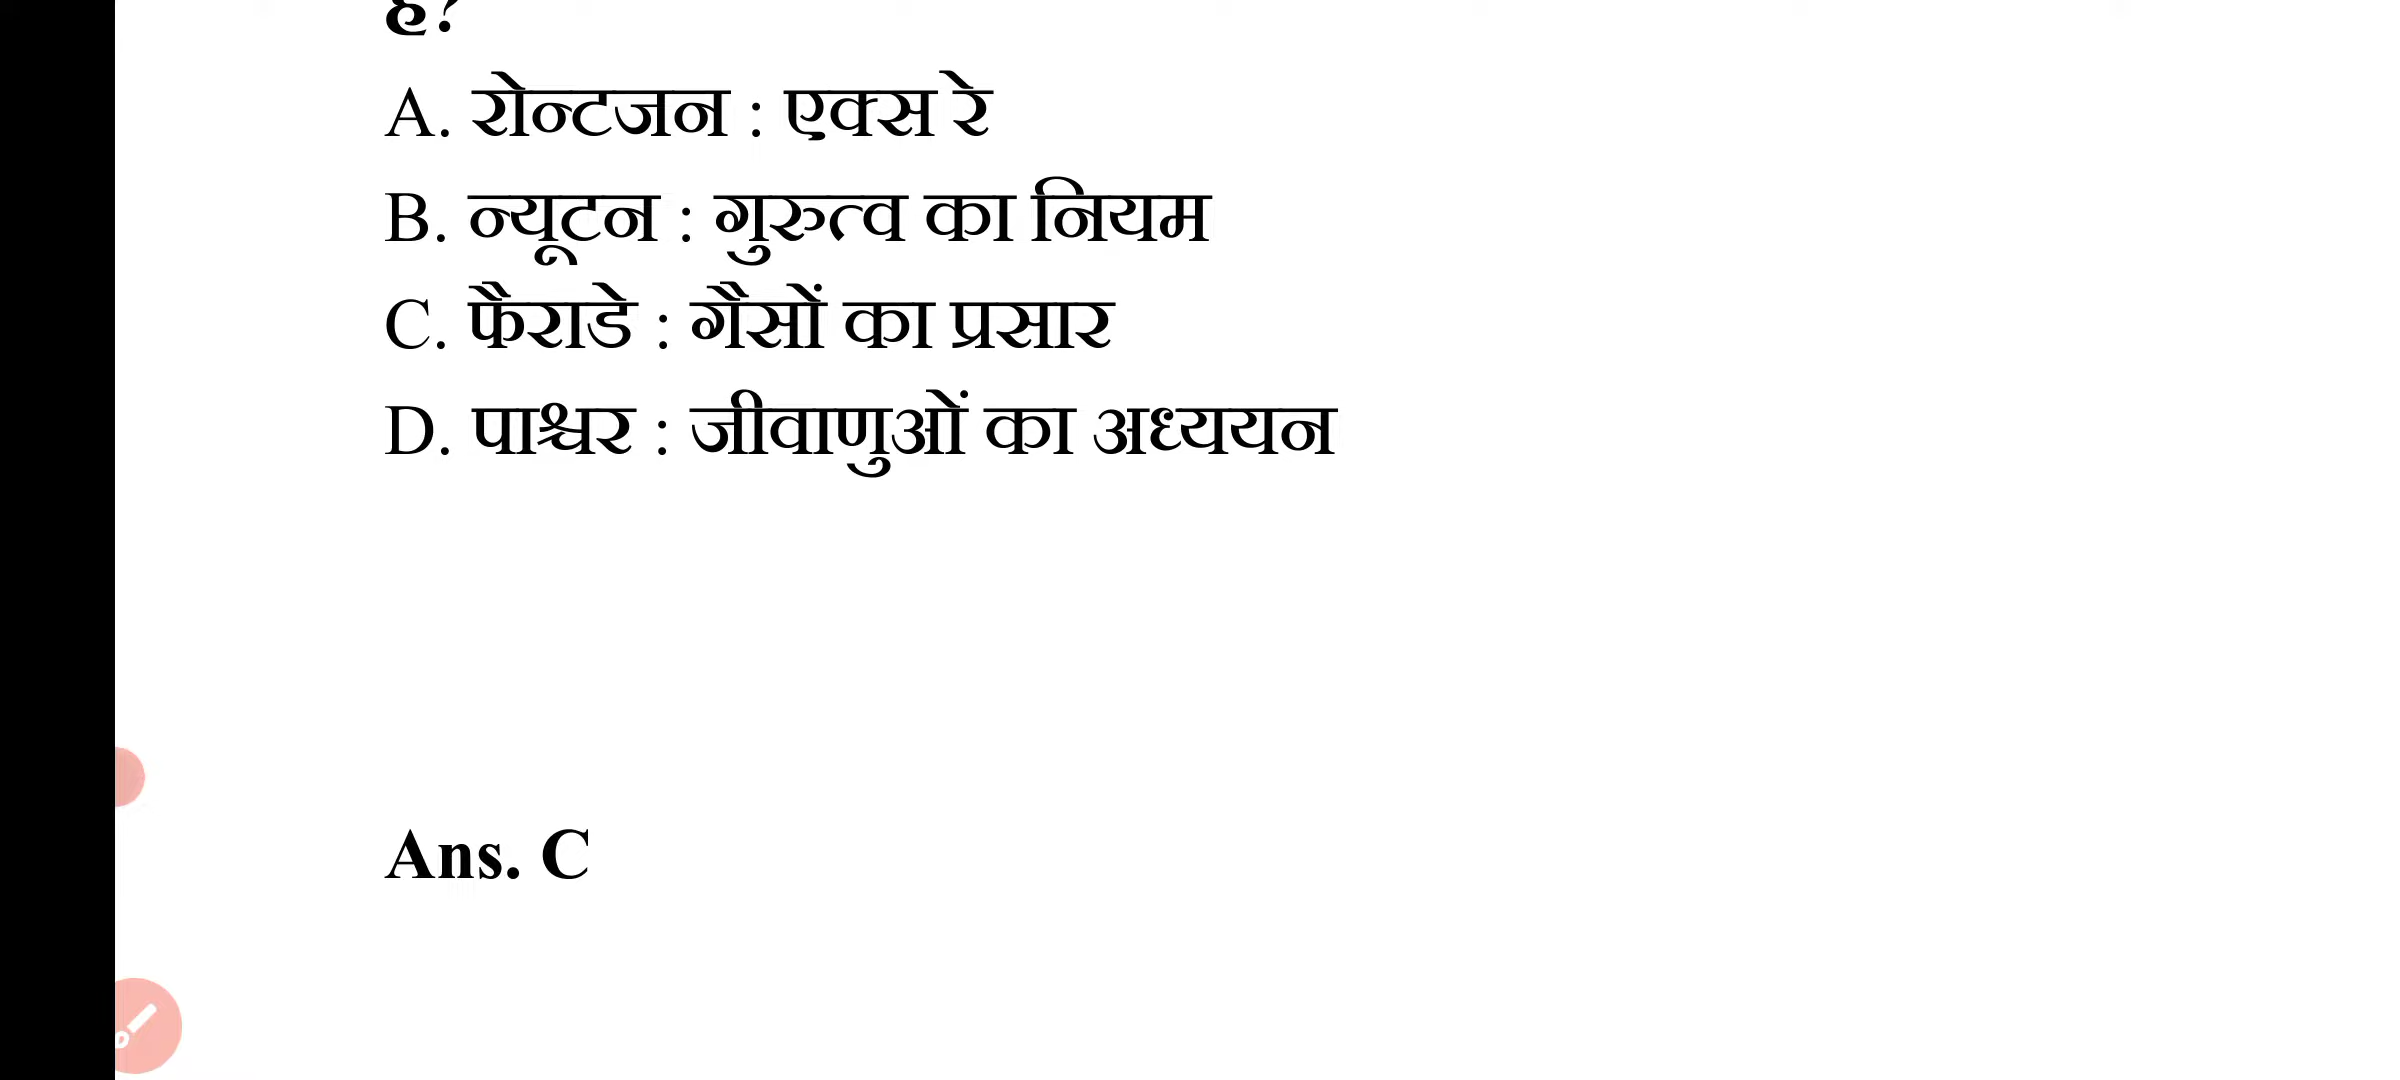 है?
A. रोन्टजन : एक्स रे
B. न्यूटन : गुरुत्व का नियम
C. फैराडे : गैसों का प्रसार
D. पाश्चर : जीवाणुओं का अध्ययन
Ans. C